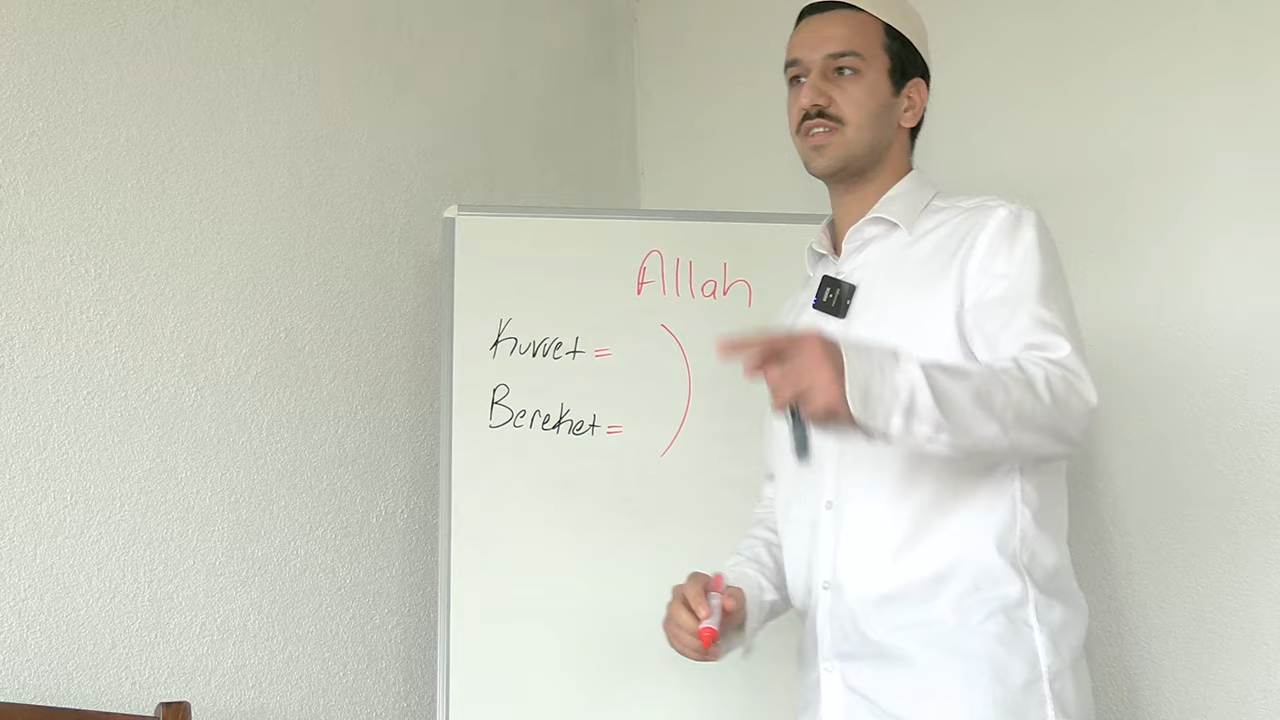 Allah
Kuvvet =
Bereket =